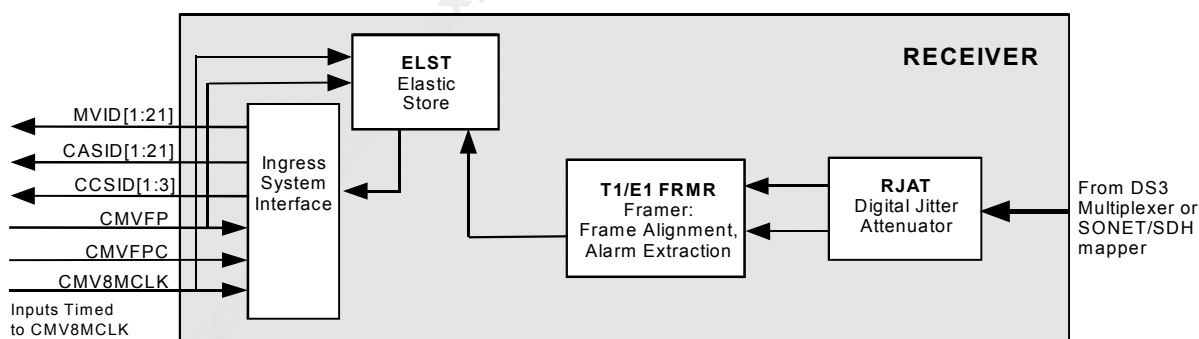 RECEIVER
ELST
Elastic
Store
MVID[1:21]
CASID[1:21]
CCSID[1:3]
CMVFP
CMVFPC
CMV8MCLK
Inputs Timed
to CMV8MCLK
Ingress
System
Interface
T1/E1 FRMR
Framer:
Frame Alignment,
Alarm Extraction
RJAT
Digital Jitter
Attenuator
From DS3
Multiplexer or
SONET/SDH
mapper